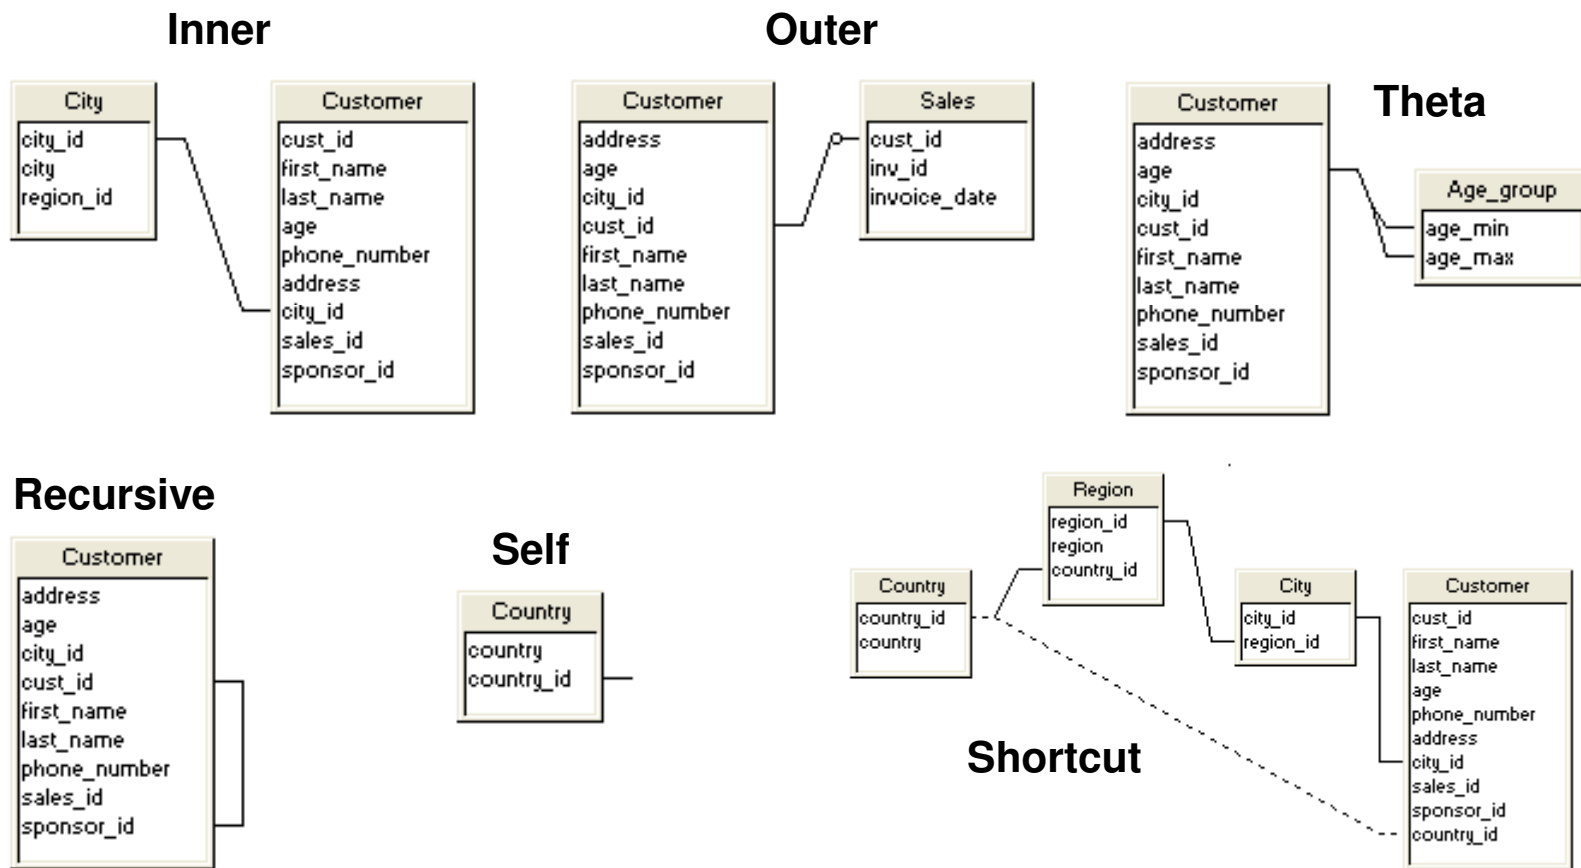 Inner
City
city_id
city
region_id
Customer
cust_id
first_name
last_name
age
phone_number
address
city_id
sales_id
sponsor_id
Outer
Customer
address
age
city_id
cust_id
first_name
last_name
phone_number
sales_id
sponsor_id
Sales
cust_id
inv_id
invoice_date
Theta
Customer
address
age
city_id
cust_id
first_name
last_name
phone_number
sales_id
sponsor_id
Age_group
age_min
age_max
Recursive
Customer
address
age
city_id
cust_id
first_name
last_name
phone_number
sales_id
sponsor_id
Self
Country
country
country_id
Shortcut
Country
country_id
country
Region
region_id
region
country_id
City
city_id
region_id
Customer
cust_id
first_name
last_name
age
phone_number
address
city_id
sales_id
sponsor_id
country_id